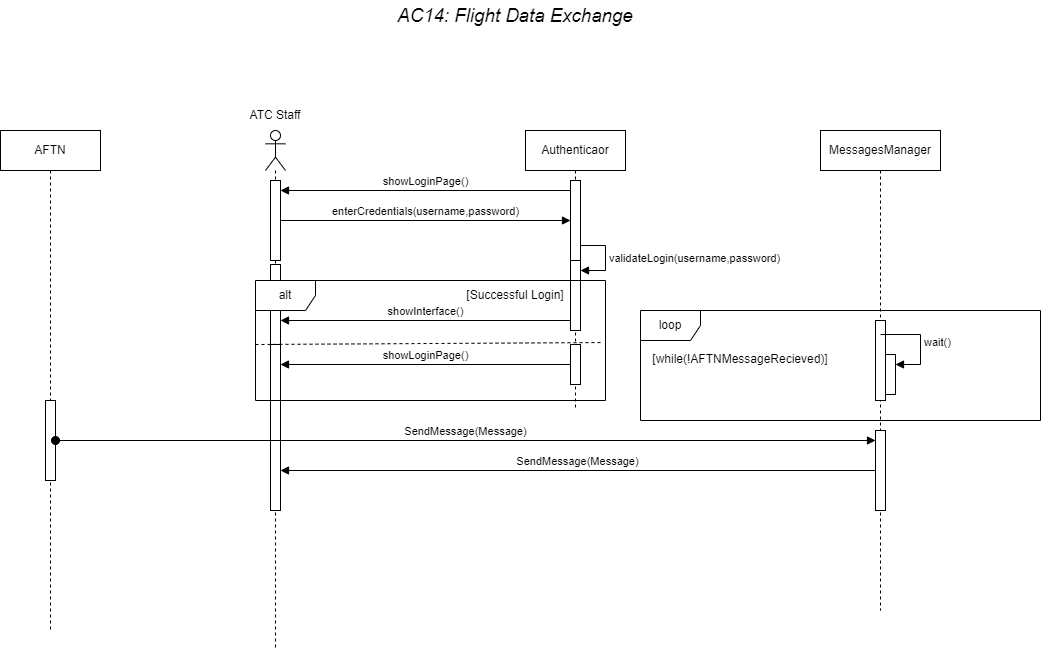 AC14: Flight Data Exchange
ATC Staff
AFTN
Authenticaor
MessagesManager
showLoginPage()
enterCredentials(username,password)
validateLogin(username,password)
alt
[Successful Login]
showInterface()
loop
wait()
showLoginPage()
[while(!AFTNMessageRecieved)]
SendMessage(Message)
SendMessage(Message)